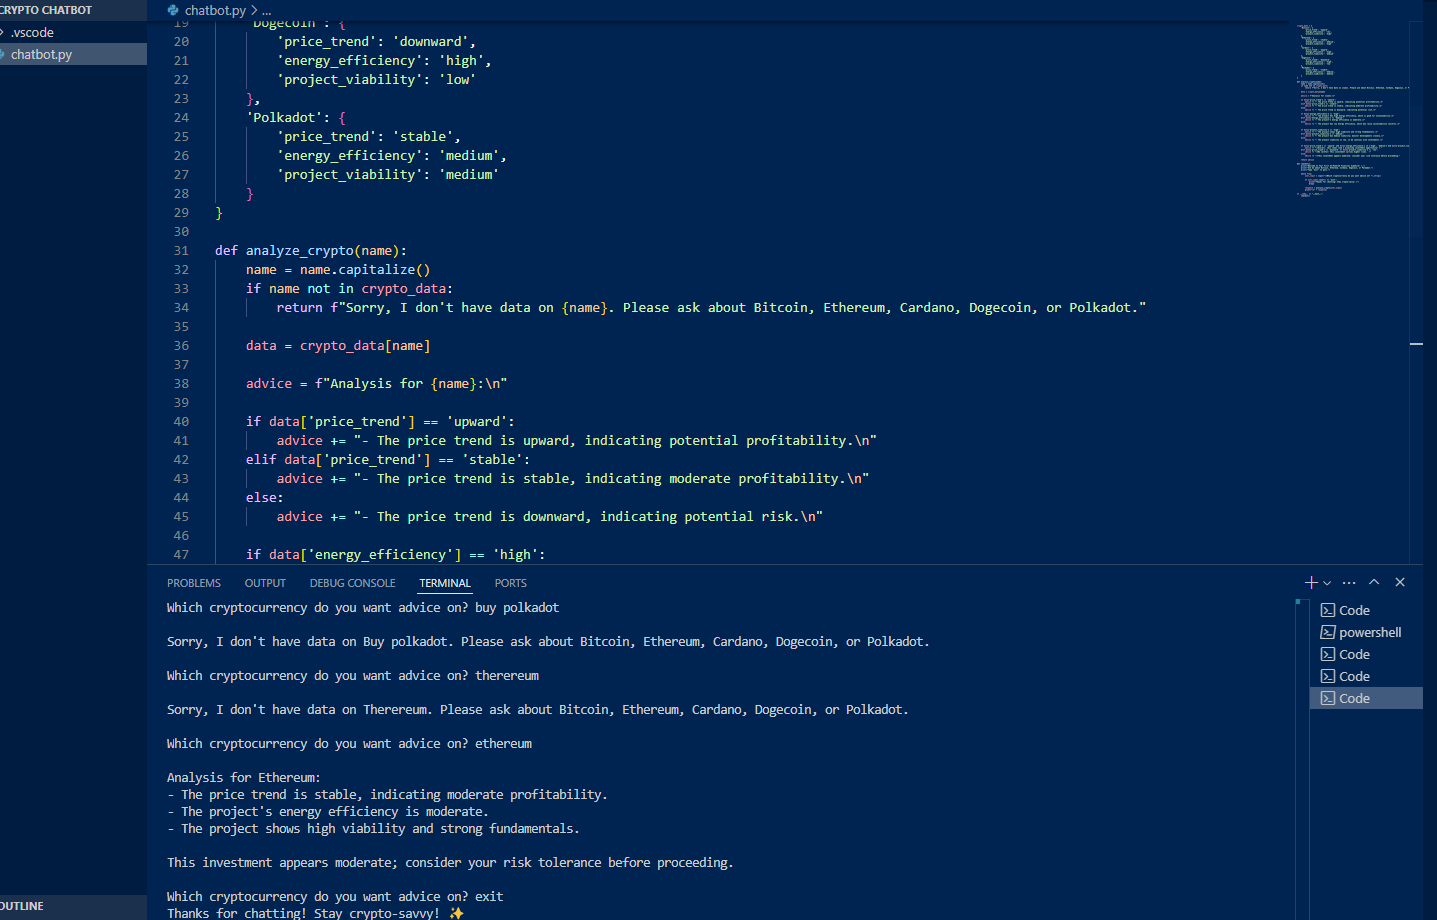 CRYPTO CHATBOT
chatbot.py > ...
.vscode
chatbot.py
19 'Dogecoin': {
20 'price_trend': 'downward',
21 'energy_efficiency': 'high',
22 'project_viability': 'low'
23 },
24 'Polkadot': {
25 'price_trend': 'stable',
26 'energy_efficiency': 'medium',
27 'project_viability': 'medium'
28 }
29 }
30
31 def analyze_crypto(name):
32 name = name.capitalize()
33 if name not in crypto_data:
34 return f"Sorry, I don't have data on {name}. Please ask about Bitcoin, Ethereum, Cardano, Dogecoin, or Polkadot."
35
36 data = crypto_data[name]
37
38 advice = f"Analysis for {name}:\n"
39
40 if data['price_trend'] == 'upward':
41 advice += "- The price trend is upward, indicating potential profitability.\n"
42 elif data['price_trend'] == 'stable':
43 advice += "- The price trend is stable, indicating moderate profitability.\n"
44 else:
45 advice += "- The price trend is downward, indicating potential risk.\n"
46
47 if data['energy_efficiency'] == 'high':
PROBLEMS OUTPUT DEBUG CONSOLE TERMINAL PORTS
Which cryptocurrency do you want advice on? buy polkadot
Sorry, I don't have data on Buy polkadot. Please ask about Bitcoin, Ethereum, Cardano, Dogecoin, or Polkadot.
Which cryptocurrency do you want advice on? therereum
Sorry, I don't have data on Therereum. Please ask about Bitcoin, Ethereum, Cardano, Dogecoin, or Polkadot.
Which cryptocurrency do you want advice on? ethereum
Analysis for Ethereum:
- The price trend is stable, indicating moderate profitability.
- The project's energy efficiency is moderate.
- The project shows high viability and strong fundamentals.
This investment appears moderate; consider your risk tolerance before proceeding.
Which cryptocurrency do you want advice on? exit
Thanks for chatting! Stay crypto-savvy! ✨
Code
powershell
Code
Code
Code
OUTLINE